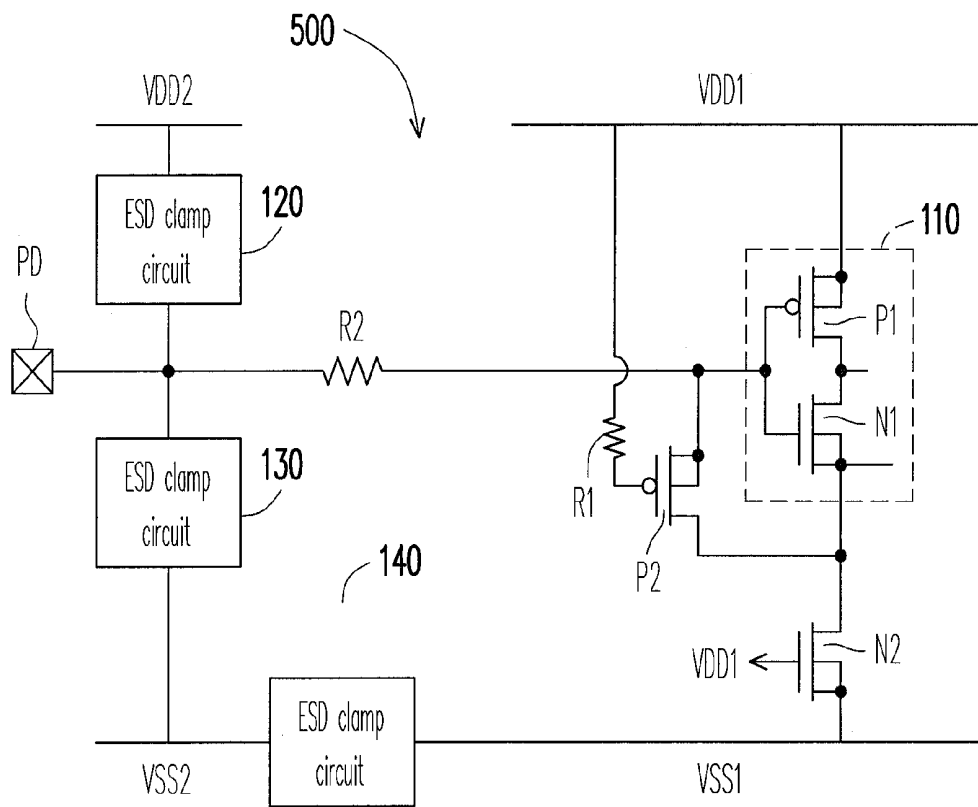 500
VDD2
VDD1
ESD clamp
circuit
120
110
PD
R2
P1
N1
ESD clamp
circuit
130
R1
P2
140
VDD1
N2
ESD clamp
circuit
VSS2
VSS1